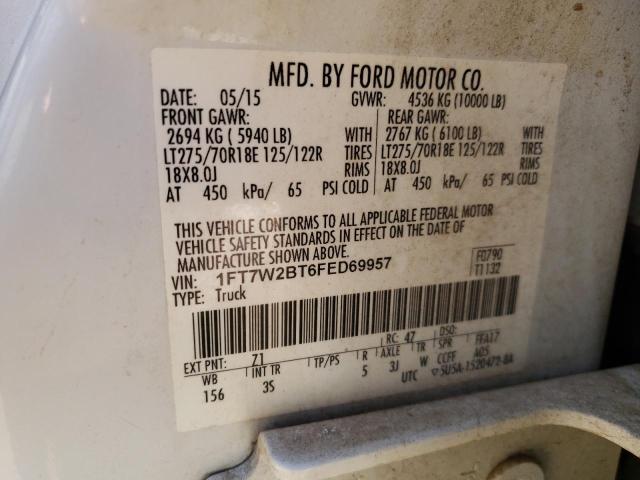 MFD. BY FORD MOTOR CO.
DATE: 05/15 GVWR: 4536 KG (10000 LB)
FRONT GAWR: REAR GAWR:
2694 KG ( 5940 LB) WITH 2767 KG ( 6100 LB) WITH
LT275/70R18E 125/122R TIRES LT275/70R18E 125/122R TIRES
18X8.0J RIMS 18X8.0J RIMS
AT 450 kPa/ 65 PSI COLD AT 450 kPa/ 65 PSI COLD
THIS VEHICLE CONFORMS TO ALL APPLICABLE FEDERAL MOTOR
VEHICLE SAFETY STANDARDS IN EFFECT ON THE DATE OF
MANUFACTURE SHOWN ABOVE.
VIN: 1FT7W2BT6FED69957 F0790
TYPE: Truck T1132
EXT PNT: Z1 RC: 47 DSO:
WB INT TR TP/PS R AXLE TR SPR FFA17
156 3S 5 3J W CCFF A05
UTC ▽5U5A-1520472-BA